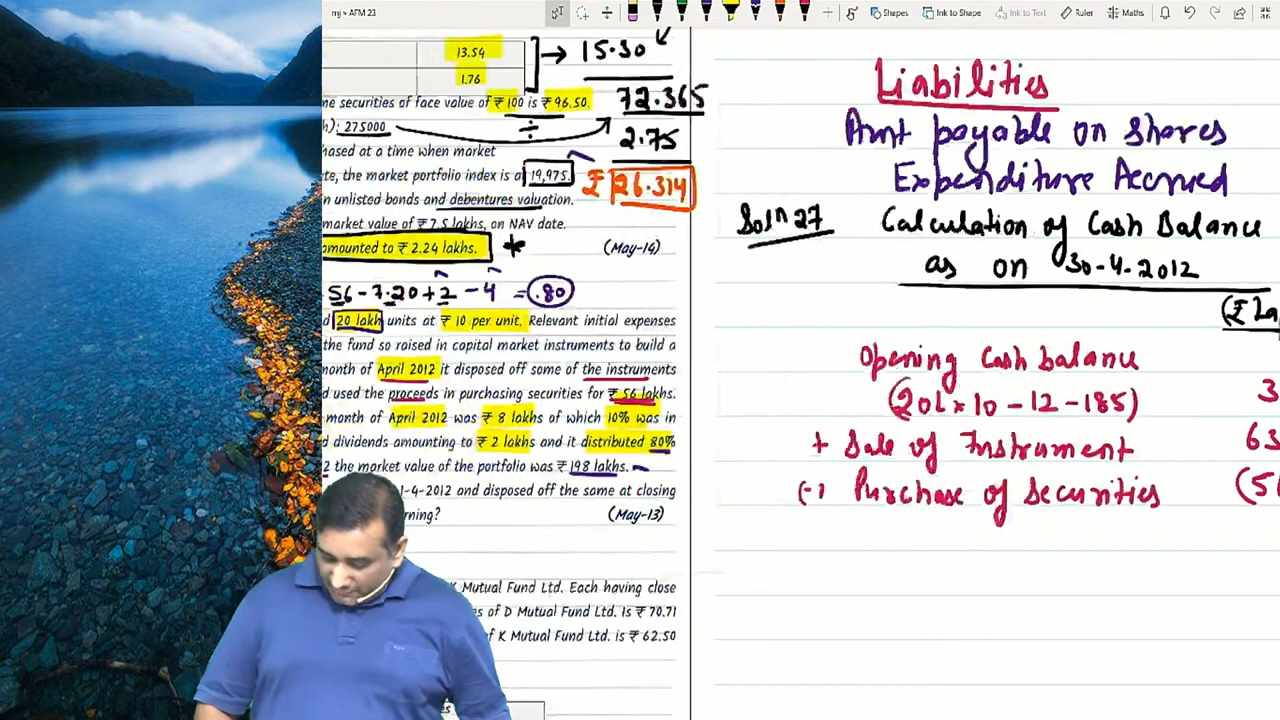 mj » AFM 23
Shapes Ink to Shape Ink to Text Ruler Maths
13.54
1.76
→ 15.30
me securities of face value of ₹ 100 is ₹ 96.50.
72.365
h): 275000
÷
2.75
hased at a time when market
te, the market portfolio index is at 19,975.
₹ 26.314
n unlisted bonds and debentures valuation.
market value of ₹ 7.5 lakhs, on NAV date.
amounted to ₹ 2.24 lakhs. * (May-14)
56 - 7.20 + 2 - 4 = .80
d 20 lakh units at ₹ 10 per unit. Relevant initial expenses
the fund so raised in capital market instruments to build a
month of April 2012 it disposed off some of the instruments
d used the proceeds in purchasing securities for ₹ 56 lakhs.
month of April 2012 was ₹ 8 lakhs of which 10% was in
d dividends amounting to ₹ 2 lakhs and it distributed 80%
2 the market value of the portfolio was ₹ 198 lakhs.
1-4-2012 and disposed off the same at closing
rning? (May-13)
K Mutual Fund Ltd. Each having close
es of D Mutual Fund Ltd. Is ₹ 70.71
of K Mutual Fund Ltd. is ₹ 62.50
Liabilities
Amt payable on Shares
Expenditure Accrued
Solⁿ 27 Calculation of Cash Balance
as on 30-4-2012
(₹ La
Opening Cash balance
(20L × 10 - 12 - 185) 3
+ Sale of Instrument 63
(-) Purchase of Securities (5